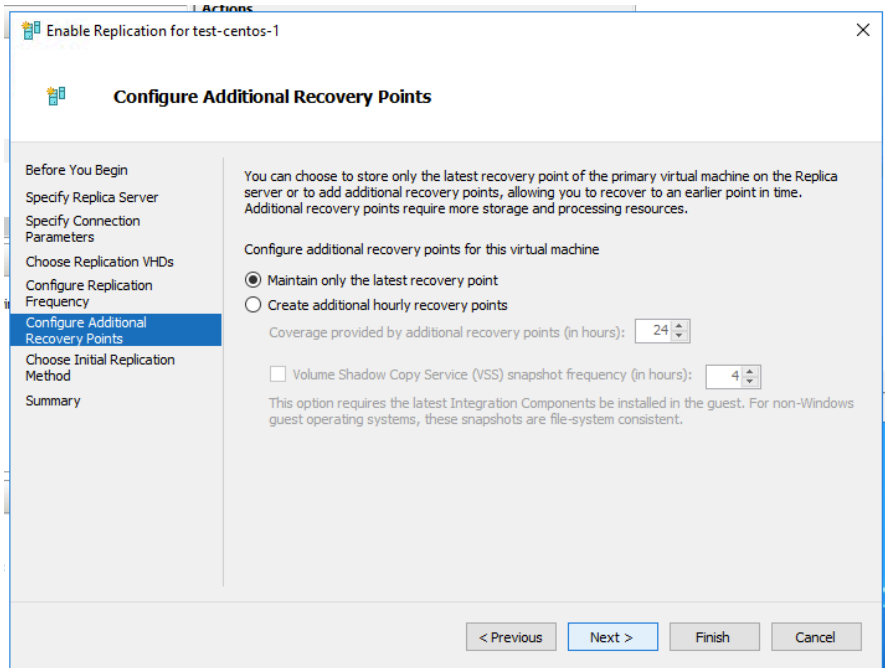 Actions
Enable Replication for test-centos-1
Configure Additional Recovery Points
Before You Begin
Specify Replica Server
Specify Connection
Parameters
Choose Replication VHDs
Configure Replication
Frequency
Configure Additional
Recovery Points
Choose Initial Replication
Method
Summary
You can choose to store only the latest recovery point of the primary virtual machine on the Replica
server or to add additional recovery points, allowing you to recover to an earlier point in time.
Additional recovery points require more storage and processing resources.
Configure additional recovery points for this virtual machine
Maintain only the latest recovery point
Create additional hourly recovery points
Coverage provided by additional recovery points (in hours): 24
Volume Shadow Copy Service (VSS) snapshot frequency (in hours): 4
This option requires the latest Integration Components be installed in the guest. For non-Windows
guest operating systems, these snapshots are file-system consistent.
< Previous Next > Finish Cancel